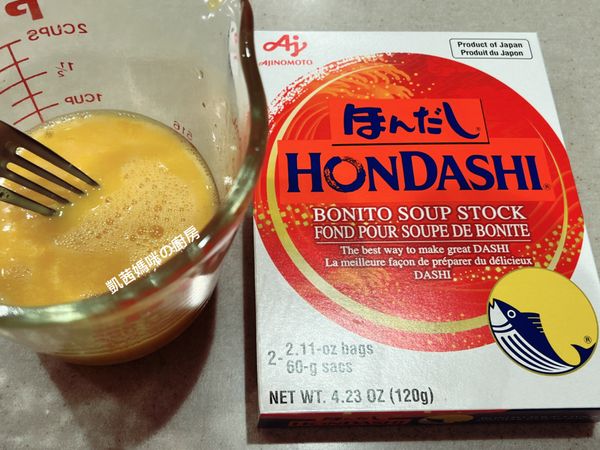 2CUPS
1½
1CUP
516
凱茜媽咪の廚房
Aj
AJINOMOTO
Product of Japan
Produit du Japon
ほんだし
HONDASHI®
BONITO SOUP STOCK
FOND POUR SOUPE DE BONITE
The best way to make great DASHI
La meilleure façon de préparer du délicieux
DASHI
®
2- 2.11-oz bags
60-g sacs
NET WT. 4.23 OZ (120g)
HONDASHI